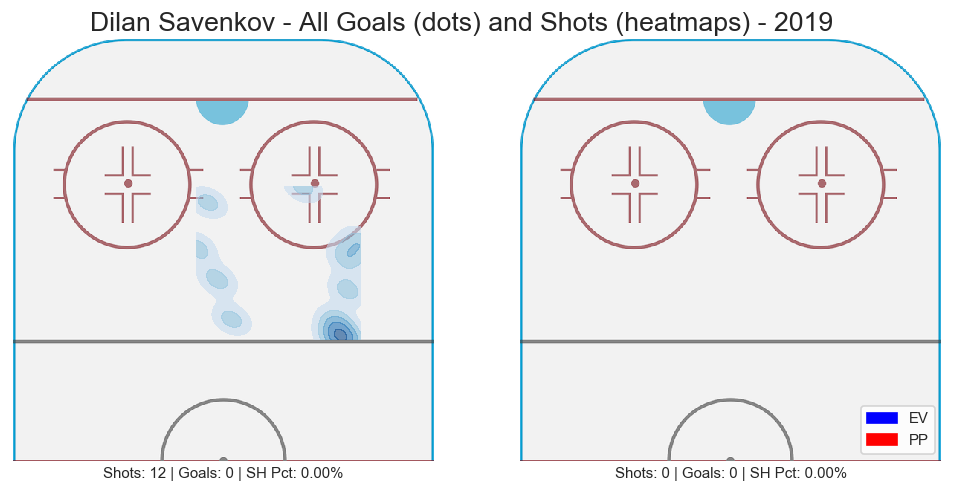 Dilan Savenkov - All Goals (dots) and Shots (heatmaps) - 2019
EV
PP
Shots: 12 | Goals: 0 | SH Pct: 0.00%
Shots: 0 | Goals: 0 | SH Pct: 0.00%